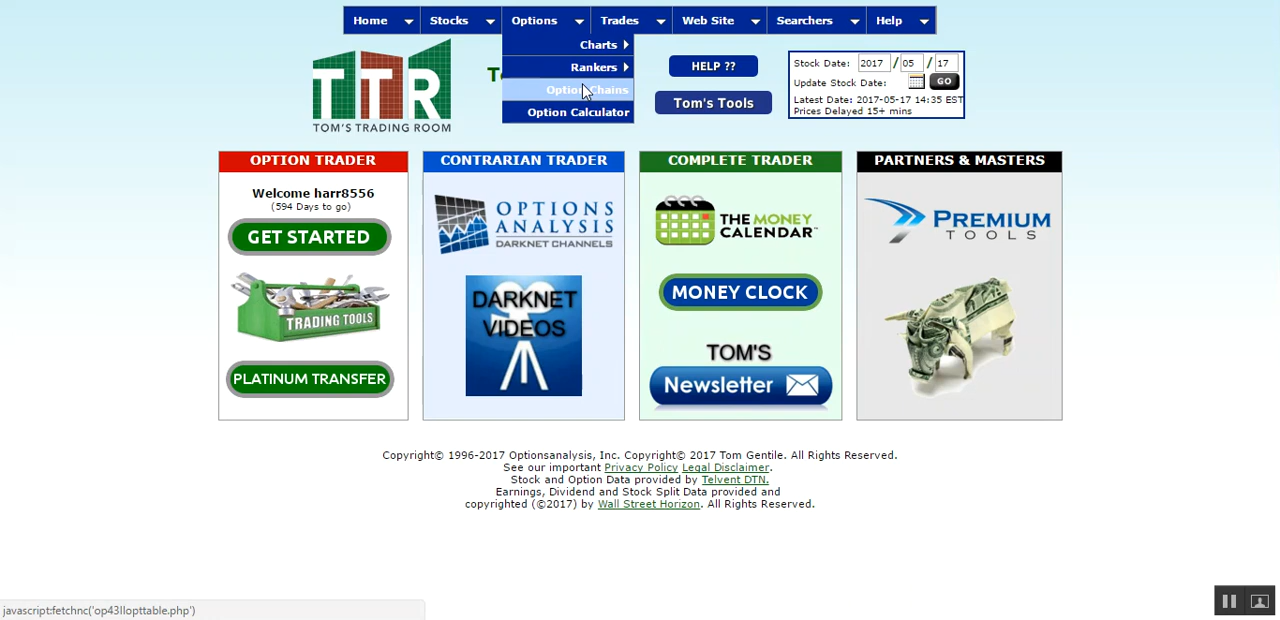 Home Stocks Options Trades Web Site Searchers Help
Charts
Rankers
Option Chains
Option Calculator
TTR
TOM'S TRADING ROOM
HELP ??
Tom's Tools
Stock Date: 2017 / 05 / 17
Update Stock Date: GO
Latest Date: 2017-05-17 14:35 EST
Prices Delayed 15+ mins
OPTION TRADER
Welcome harr8556
(594 Days to go)
GET STARTED
TRADING TOOLS
PLATINUM TRANSFER
CONTRARIAN TRADER
OPTIONS
ANALYSIS
DARKNET CHANNELS
DARKNET
VIDEOS
COMPLETE TRADER
THE MONEY
CALENDAR™
MONEY CLOCK
TOM'S
Newsletter
PARTNERS & MASTERS
PREMIUM
TOOLS
Copyright© 1996-2017 Optionsanalysis, Inc. Copyright© 2017 Tom Gentile. All Rights Reserved.
See our important Privacy Policy Legal Disclaimer.
Stock and Option Data provided by Telvent DTN.
Earnings, Dividend and Stock Split Data provided and
copyrighted (©2017) by Wall Street Horizon. All Rights Reserved.
javascript:fetchnc('op43llopttable.php')